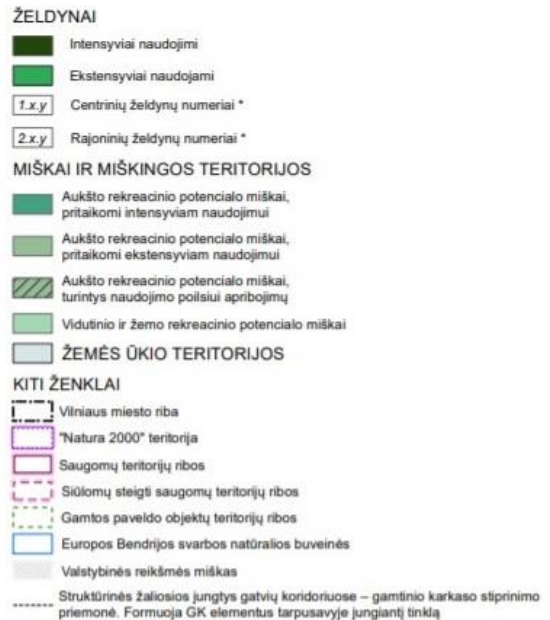 ŽELDYNAI
Intensyviai naudojimi
Ekstensyviai naudojami
1.x.y Centrinių želdynų numeriai *
2.x.y Rajoninių želdynų numeriai *
MIŠKAI IR MIŠKINGOS TERITORIJOS
Aukšto rekreacinio potencialo miškai,
pritaikomi intensyviam naudojimui
Aukšto rekreacinio potencialo miškai,
pritaikomi ekstensyviam naudojimui
Aukšto rekreacinio potencialo miškai,
turintys naudojimo poilsiui apribojimų
Vidutinio ir žemo rekreacinio potencialo miškai
ŽEMĖS ŪKIO TERITORIJOS
KITI ŽENKLAI
Vilniaus miesto riba
"Natura 2000" teritorija
Saugomų teritorijų ribos
Siūlomų steigti saugomų teritorijų ribos
Gamtos paveldo objektų teritorijų ribos
Europos Bendrijos svarbos natūralios buveinės
Valstybinės reikšmės miškas
Struktūrinės žaliosios jungtys gatvių koridoriuose – gamtinio karkaso stiprinimo
priemonė. Formuoja GK elementus tarpusavyje jungiantį tinklą